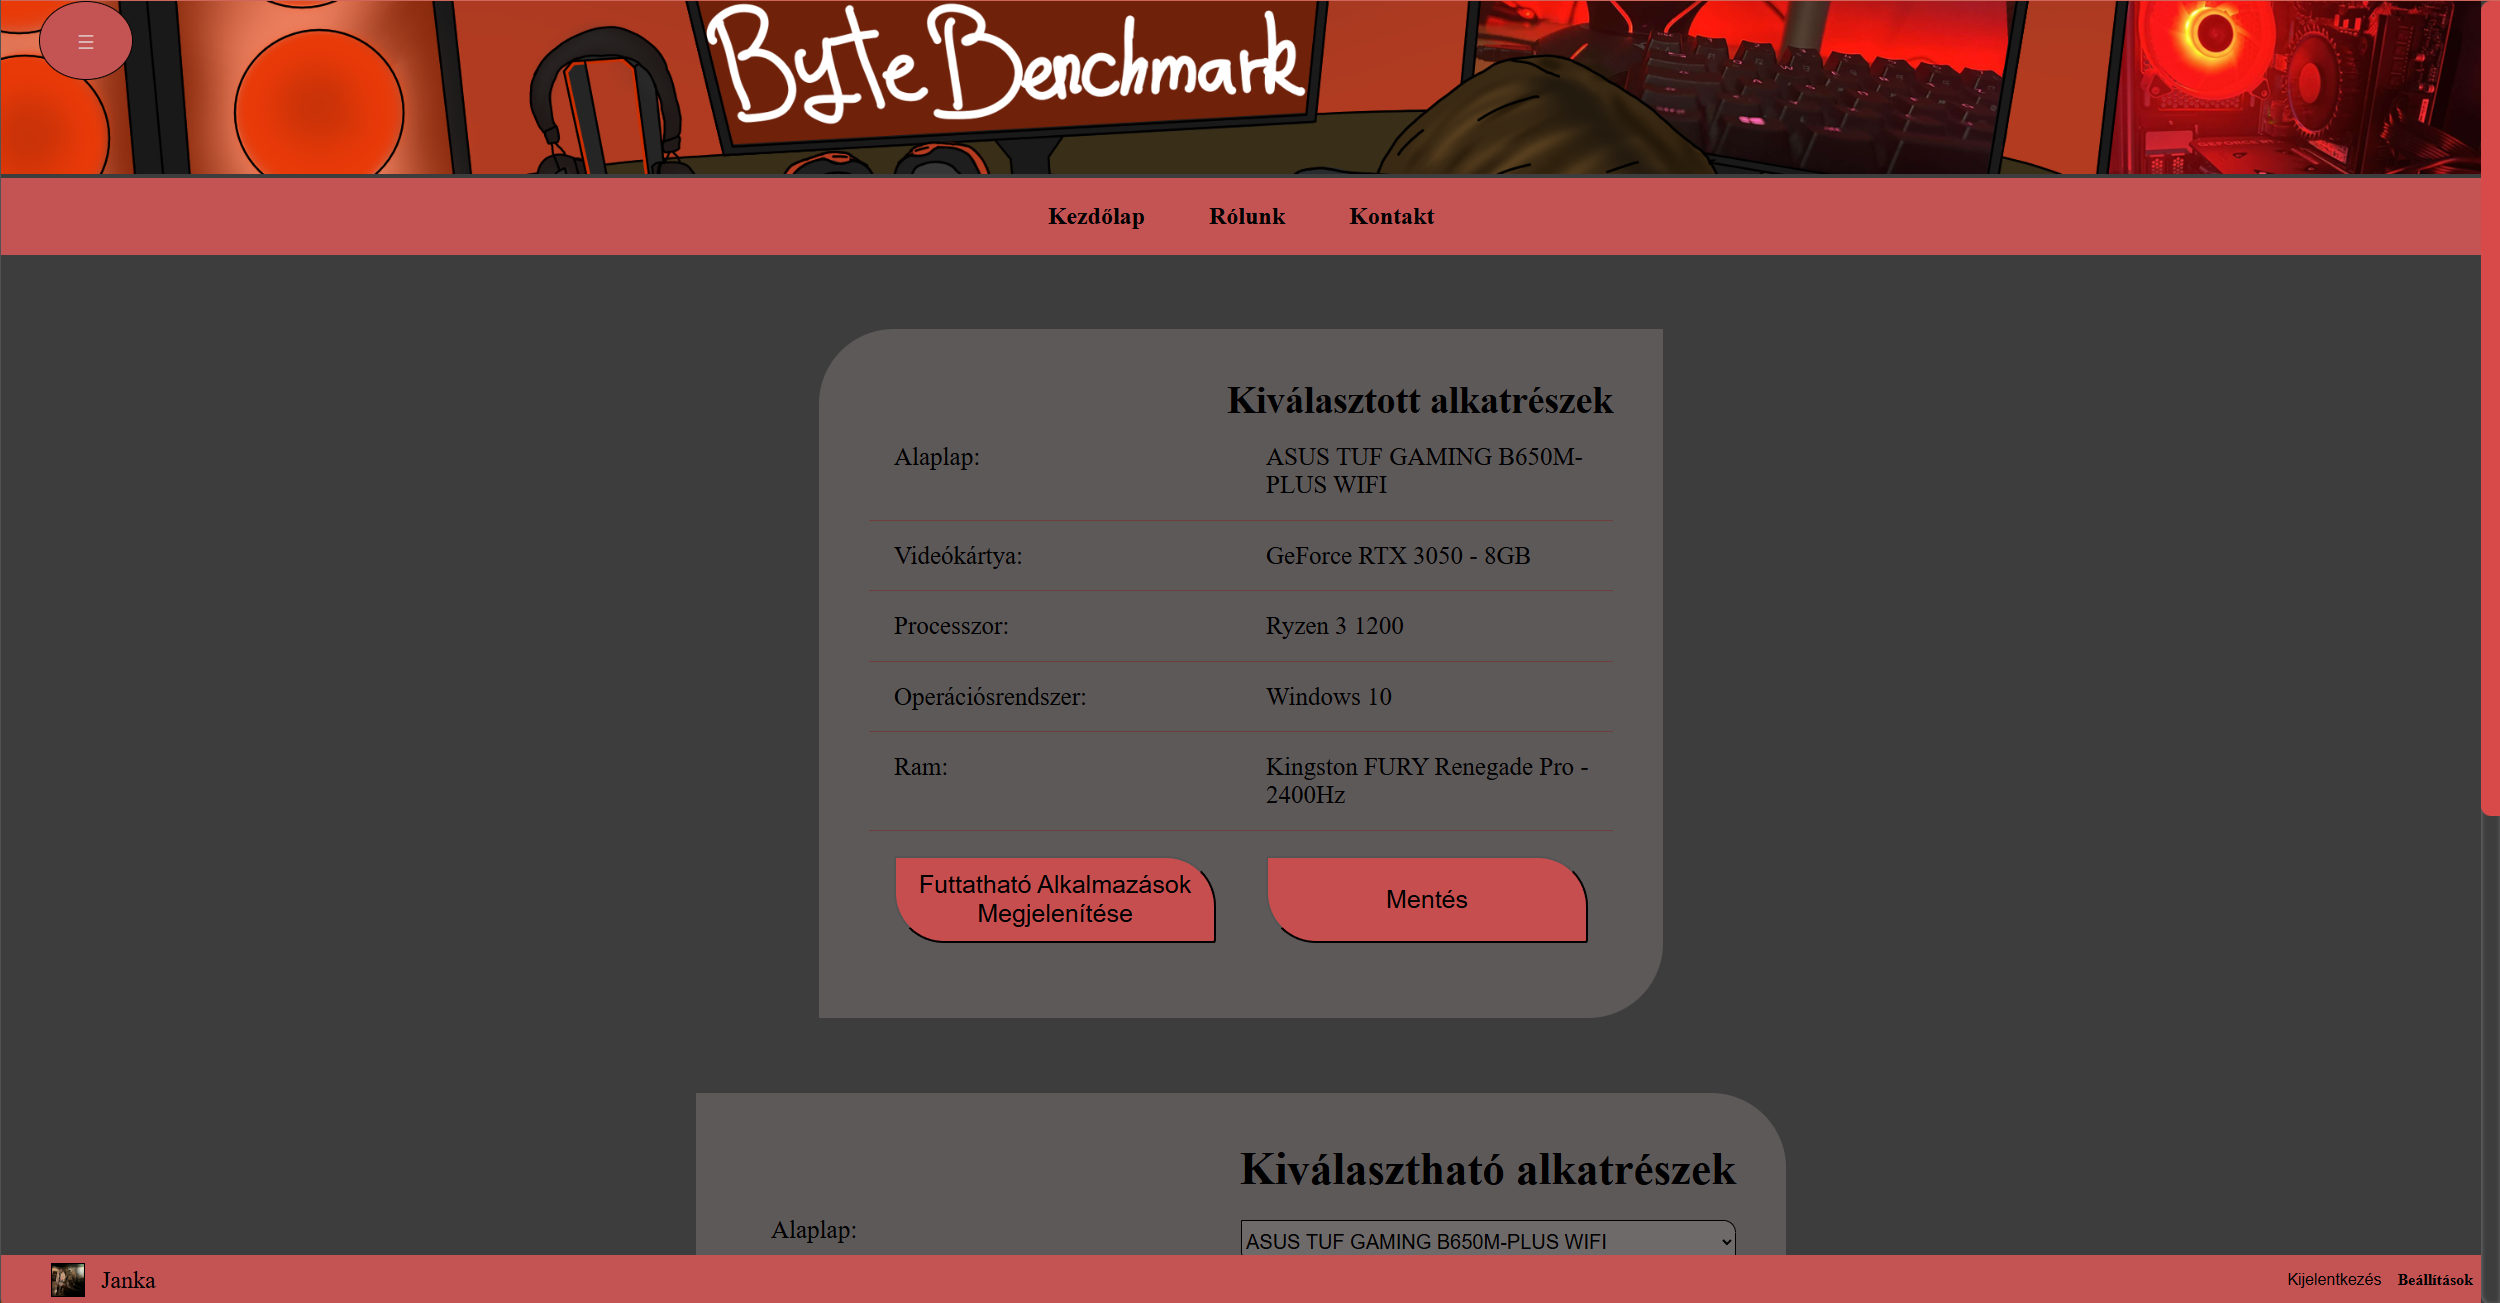 Byte Benchmark
☰
Kezdőlap Rólunk Kontakt
Kiválasztott alkatrészek
Alaplap: ASUS TUF GAMING B650M-
PLUS WIFI
Videókártya: GeForce RTX 3050 - 8GB
Processzor: Ryzen 3 1200
Operációsrendszer: Windows 10
Ram: Kingston FURY Renegade Pro -
2400Hz
Futtatható Alkalmazások
Megjelenítése
Mentés
Kiválasztható alkatrészek
Alaplap: ASUS TUF GAMING B650M-PLUS WIFI
Janka Kijelentkezés Beállítások